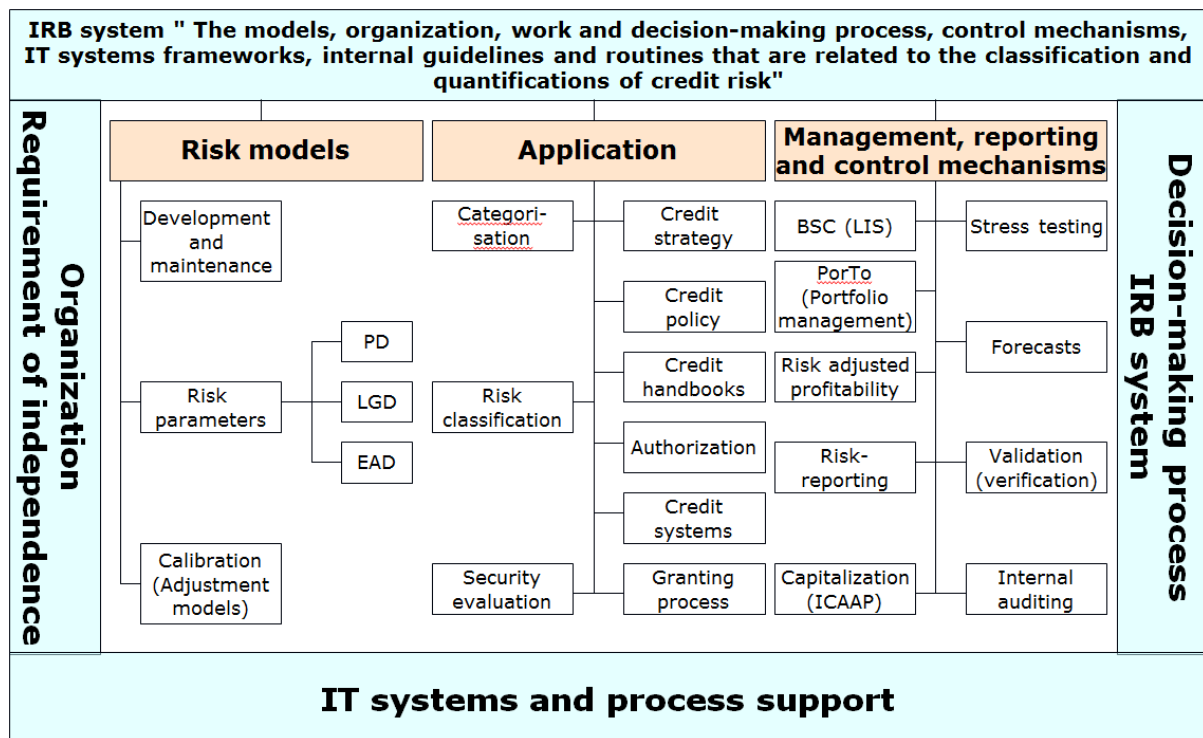 IRB system " The models, organization, work and decision-making process, control mechanisms,
IT systems frameworks, internal guidelines and routines that are related to the classification and
quantifications of credit risk"
Organization
Requirement of independence
Risk models
Development and
maintenance
Risk
parameters
PD
LGD
EAD
Calibration
(Adjustment
models)
Application
Categori-
sation
Risk
classification
Security
evaluation
Credit
strategy
Credit
policy
Credit
handbooks
Authorization
Credit
systems
Granting
process
Management, reporting
and control mechanisms
BSC (LIS)
PorTo
(Portfolio
management)
Risk adjusted
profitability
Risk-
reporting
Capitalization
(ICAAP)
Stress testing
Forecasts
Validation
(verification)
Internal
auditing
Decision-making process
IRB system
IT systems and process support